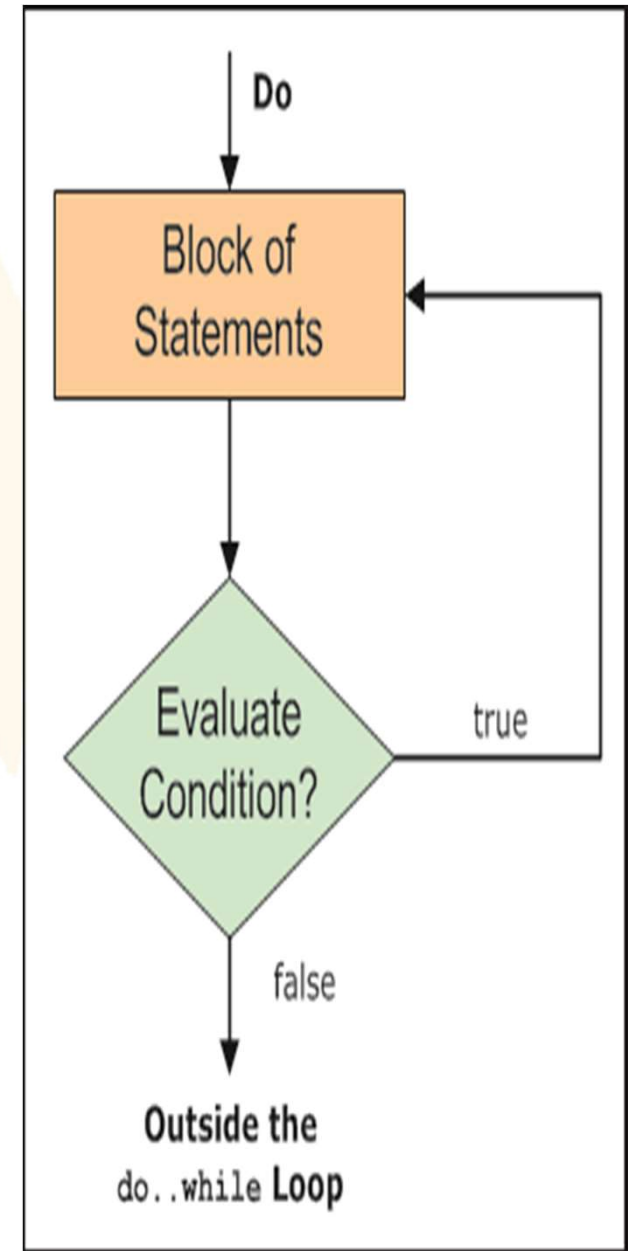 Do
Block of
Statements
Evaluate
Condition?
true
false
Outside the
do..while Loop